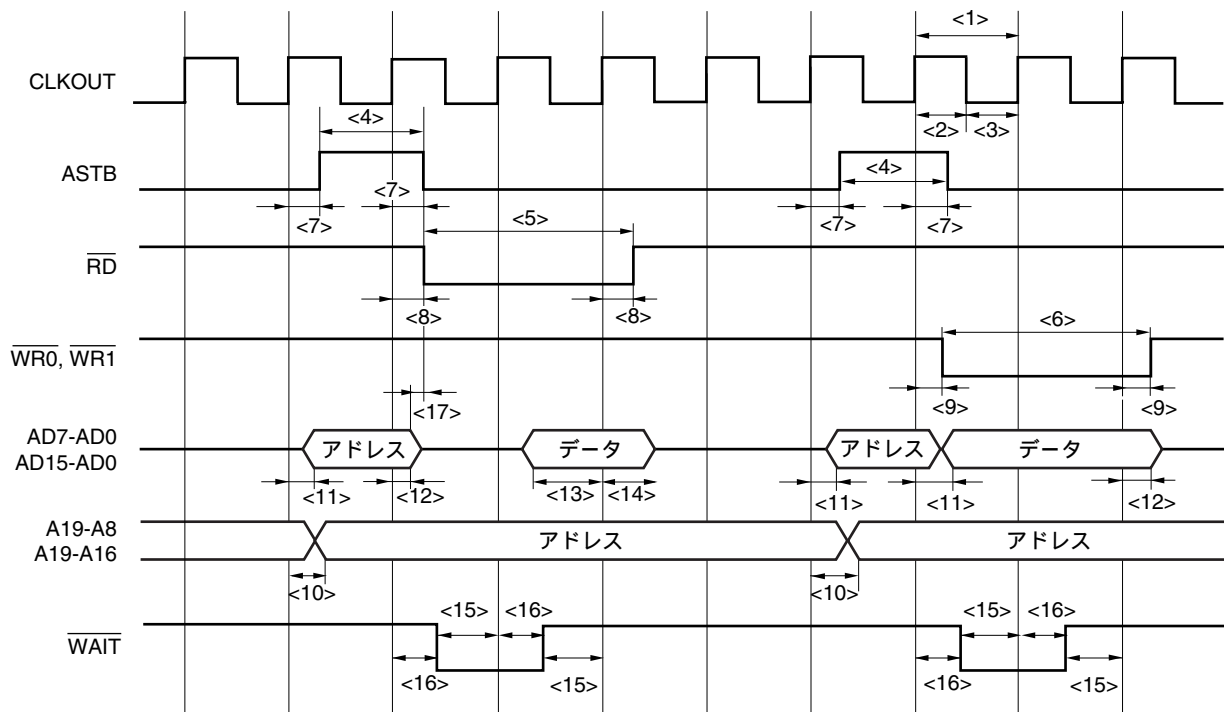 <1>
CLKOUT
<2> <3>
<4>
ASTB
<4>
<7>
<7> <7> <7>
<5>
RD
<8> <8>
<6>
WR0, WR1
<17> <9> <9>
AD7-AD0
AD15-AD0
アドレス データ アドレス データ
<11> <12> <13> <14> <11> <11> <12>
A19-A8
A19-A16
アドレス アドレス
<10> <10>
<15> <16> <15> <16>
WAIT
<16> <15> <16> <15>